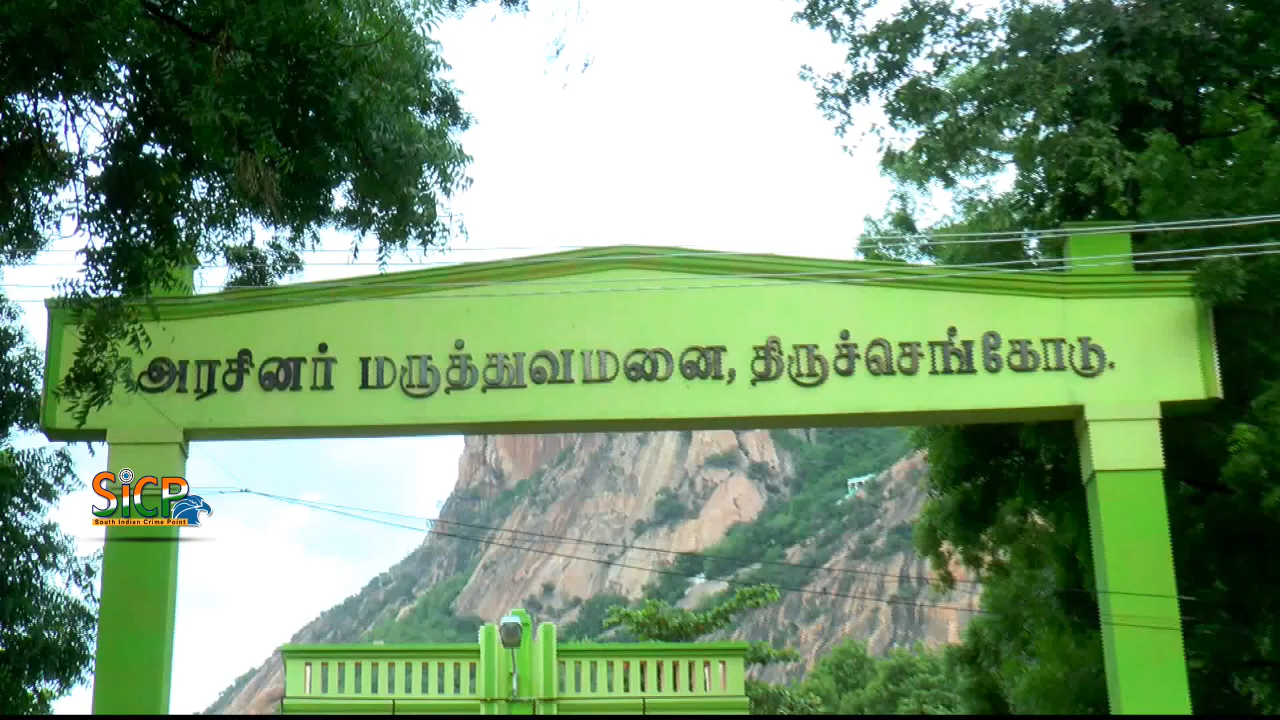 அரசினர் மருத்துவமனை, திருச்செங்கோடு.
SiCP
South Indian Crime Point